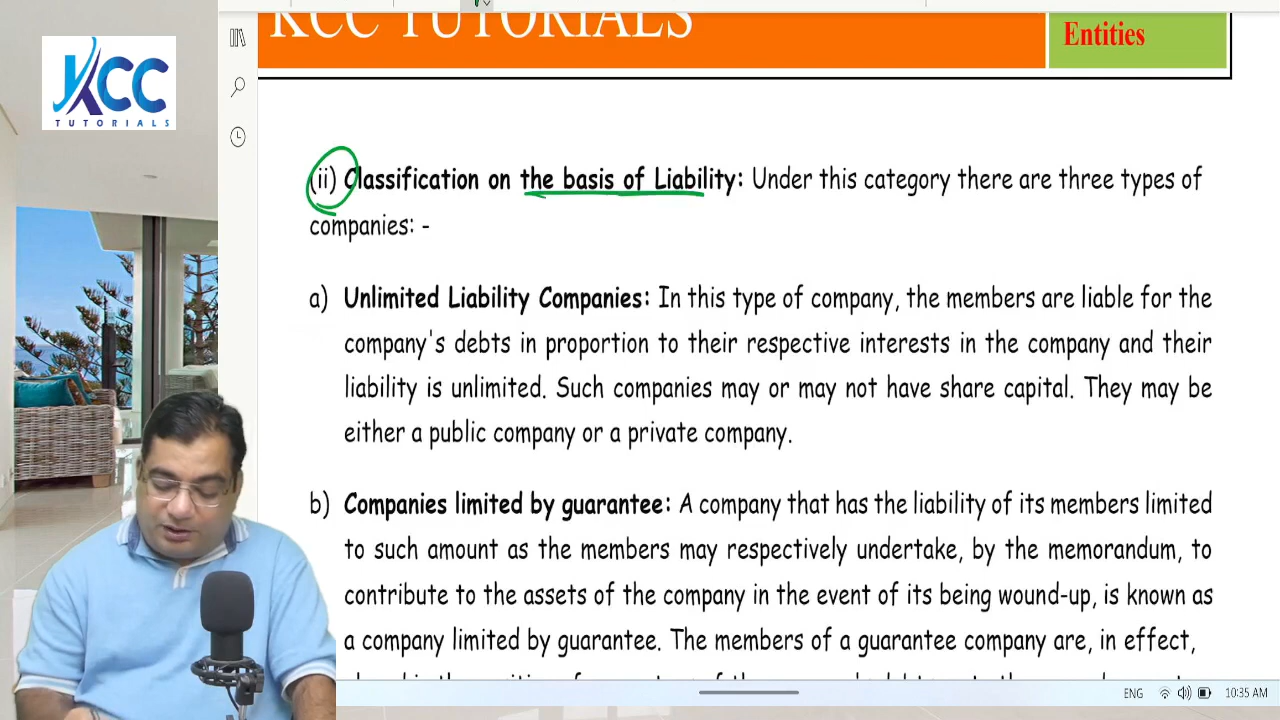 KCC TUTORIALS
Entities
KCC
TUTORIALS
(ii) Classification on the basis of Liability: Under this category there are three types of
companies: -
a) Unlimited Liability Companies: In this type of company, the members are liable for the
company's debts in proportion to their respective interests in the company and their
liability is unlimited. Such companies may or may not have share capital. They may be
either a public company or a private company.
b) Companies limited by guarantee: A company that has the liability of its members limited
to such amount as the members may respectively undertake, by the memorandum, to
contribute to the assets of the company in the event of its being wound-up, is known as
a company limited by guarantee. The members of a guarantee company are, in effect,
ENG 10:35 AM